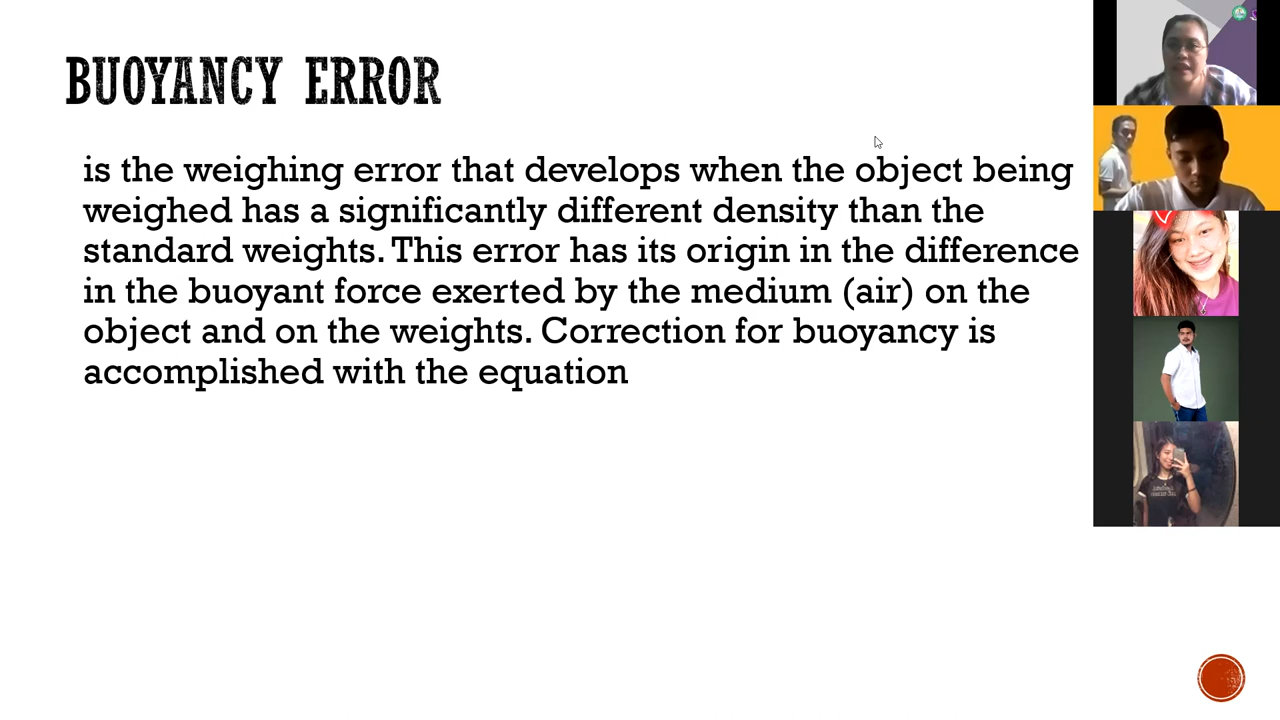 BUOYANCY ERROR
is the weighing error that develops when the object being
weighed has a significantly different density than the
standard weights. This error has its origin in the difference
in the buoyant force exerted by the medium (air) on the
object and on the weights. Correction for buoyancy is
accomplished with the equation